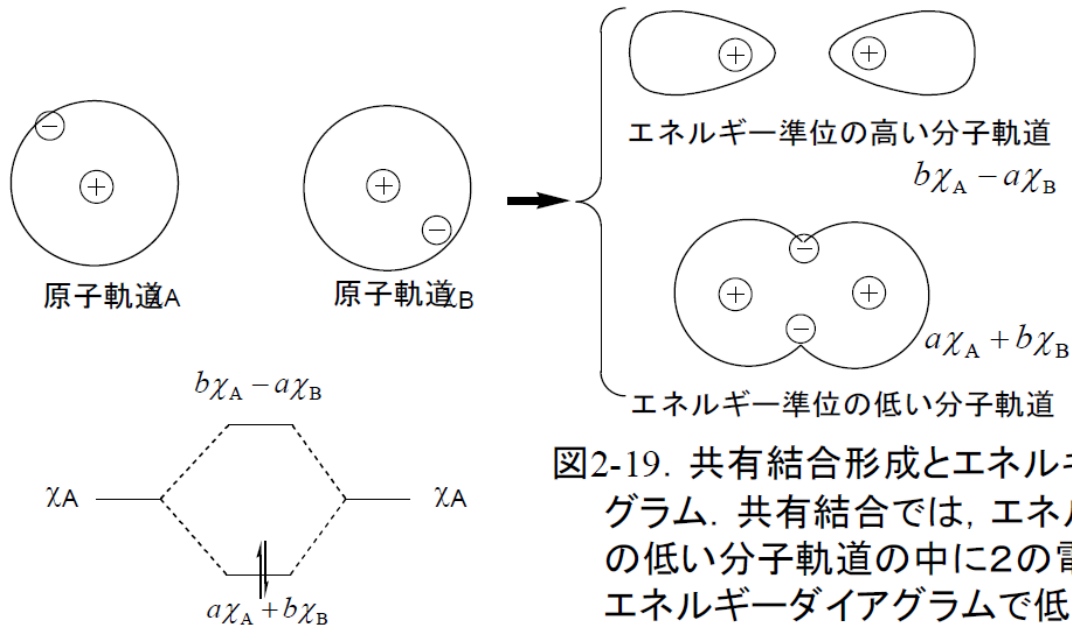 エネルギー準位の高い分子軌道
bχA − aχB
原子軌道χA
原子軌道χB
aχA + bχB
エネルギー準位の低い分子軌道
bχA − aχB
χA
χA
aχA + bχB
図2-19. 共有結合形成とエネルギ
グラム. 共有結合では, エネル
の低い分子軌道の中に2の電
エネルギーダイアグラムで低